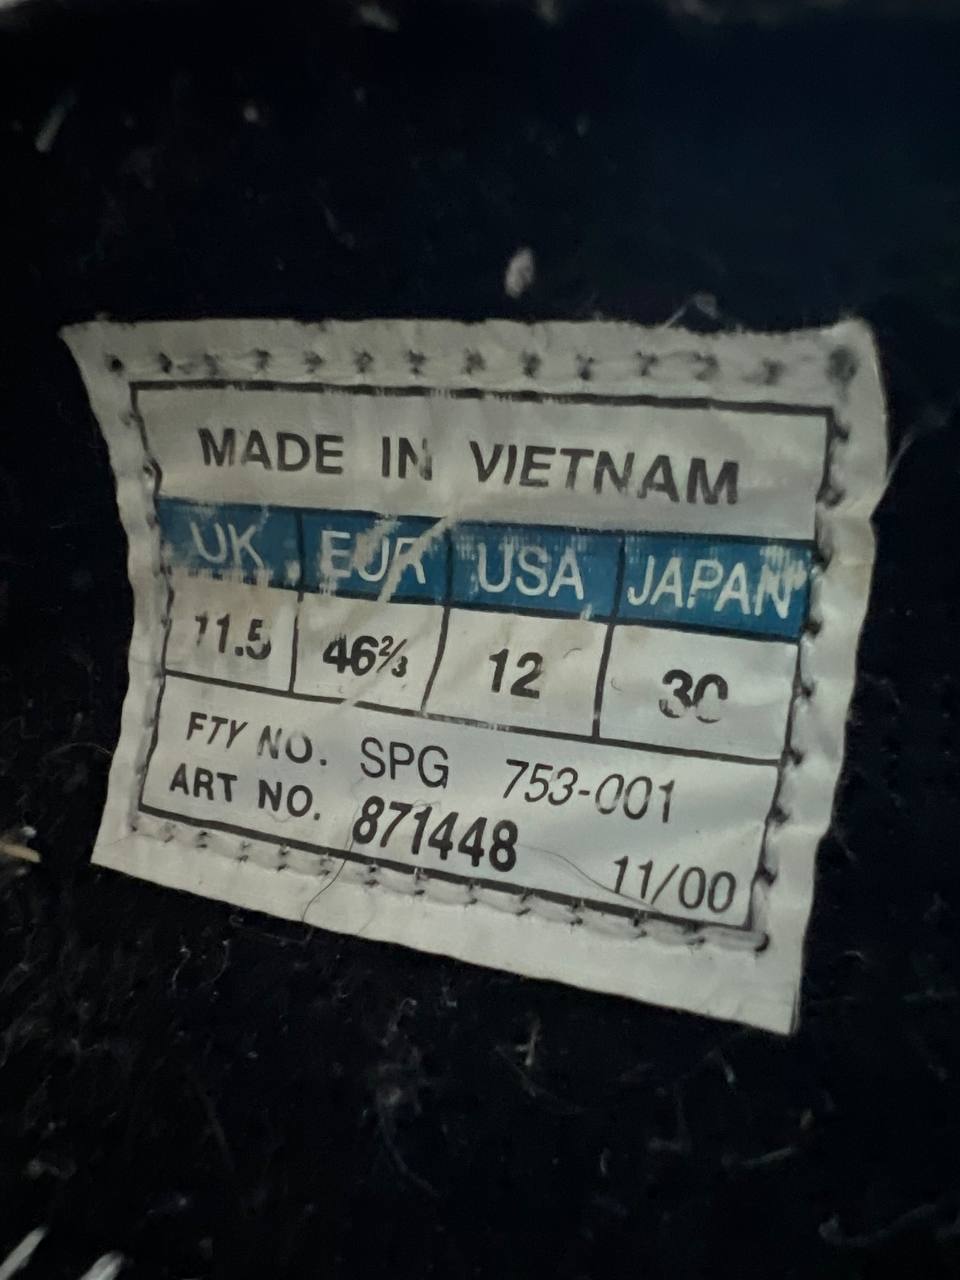 MADE IN VIETNAM
UK EUR USA JAPAN
11.5 46⅔ 12 30
FTY NO. SPG 753-001
ART NO. 871448 11/00